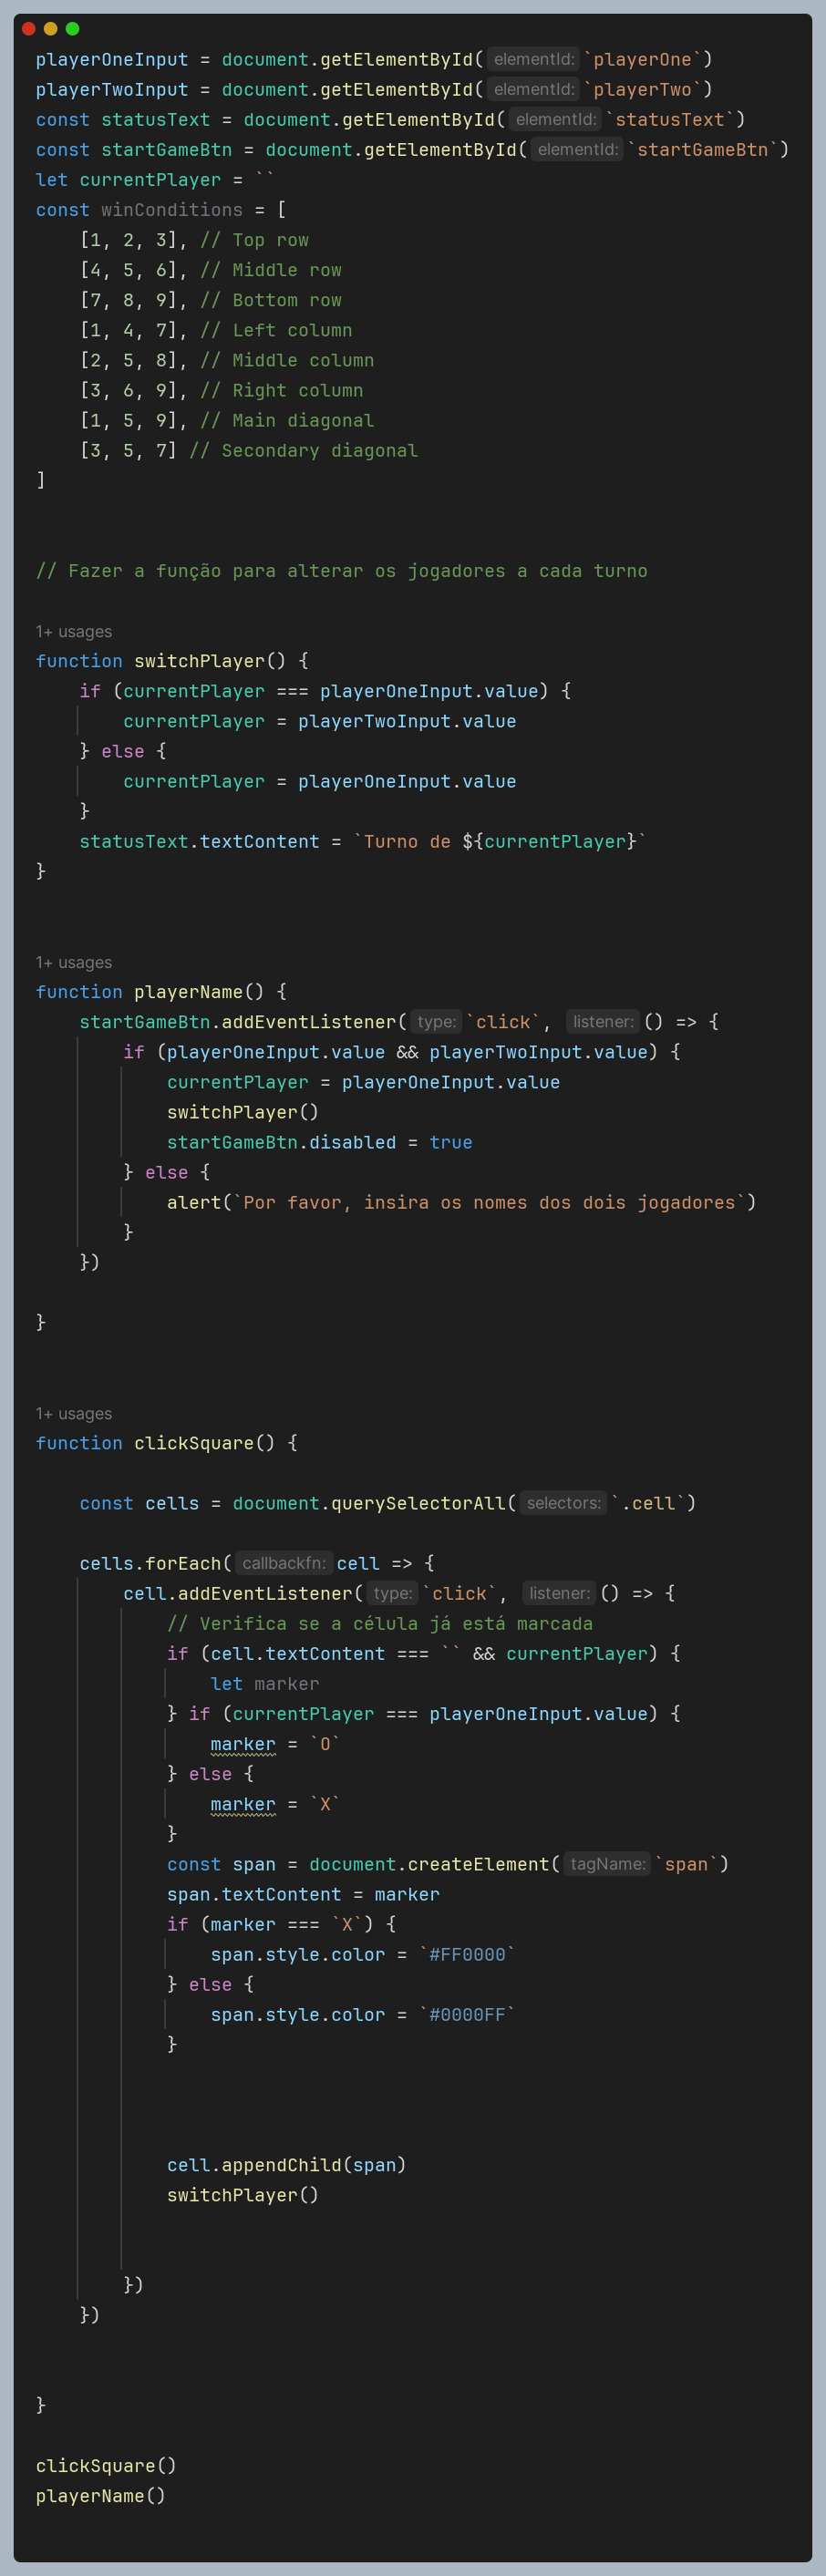 playerOneInput = document.getElementById( elementId: `playerOne`)
playerTwoInput = document.getElementById( elementId: `playerTwo`)
const statusText = document.getElementById( elementId: `statusText`)
const startGameBtn = document.getElementById( elementId: `startGameBtn`)
let currentPlayer = ``
const winConditions = [
    [1, 2, 3], // Top row
    [4, 5, 6], // Middle row
    [7, 8, 9], // Bottom row
    [1, 4, 7], // Left column
    [2, 5, 8], // Middle column
    [3, 6, 9], // Right column
    [1, 5, 9], // Main diagonal
    [3, 5, 7] // Secondary diagonal
]
// Fazer a função para alterar os jogadores a cada turno
1+ usages
function switchPlayer() {
    if (currentPlayer === playerOneInput.value) {
        currentPlayer = playerTwoInput.value
    } else {
        currentPlayer = playerOneInput.value
    }
    statusText.textContent = `Turno de ${currentPlayer}`
}
1+ usages
function playerName() {
    startGameBtn.addEventListener( type: `click`, listener: () => {
        if (playerOneInput.value && playerTwoInput.value) {
            currentPlayer = playerOneInput.value
            switchPlayer()
            startGameBtn.disabled = true
        } else {
            alert(`Por favor, insira os nomes dos dois jogadores`)
        }
    })
}
1+ usages
function clickSquare() {
    const cells = document.querySelectorAll( selectors: `.cell`)
    cells.forEach( callbackfn: cell => {
        cell.addEventListener( type: `click`, listener: () => {
            // Verifica se a célula já está marcada
            if (cell.textContent === `` && currentPlayer) {
                let marker
            } if (currentPlayer === playerOneInput.value) {
                marker = `O`
            } else {
                marker = `X`
            }
            const span = document.createElement( tagName: `span`)
            span.textContent = marker
            if (marker === `X`) {
                span.style.color = `#FF0000`
            } else {
                span.style.color = `#0000FF`
            }
            cell.appendChild(span)
            switchPlayer()
        })
    })
}
clickSquare()
playerName()